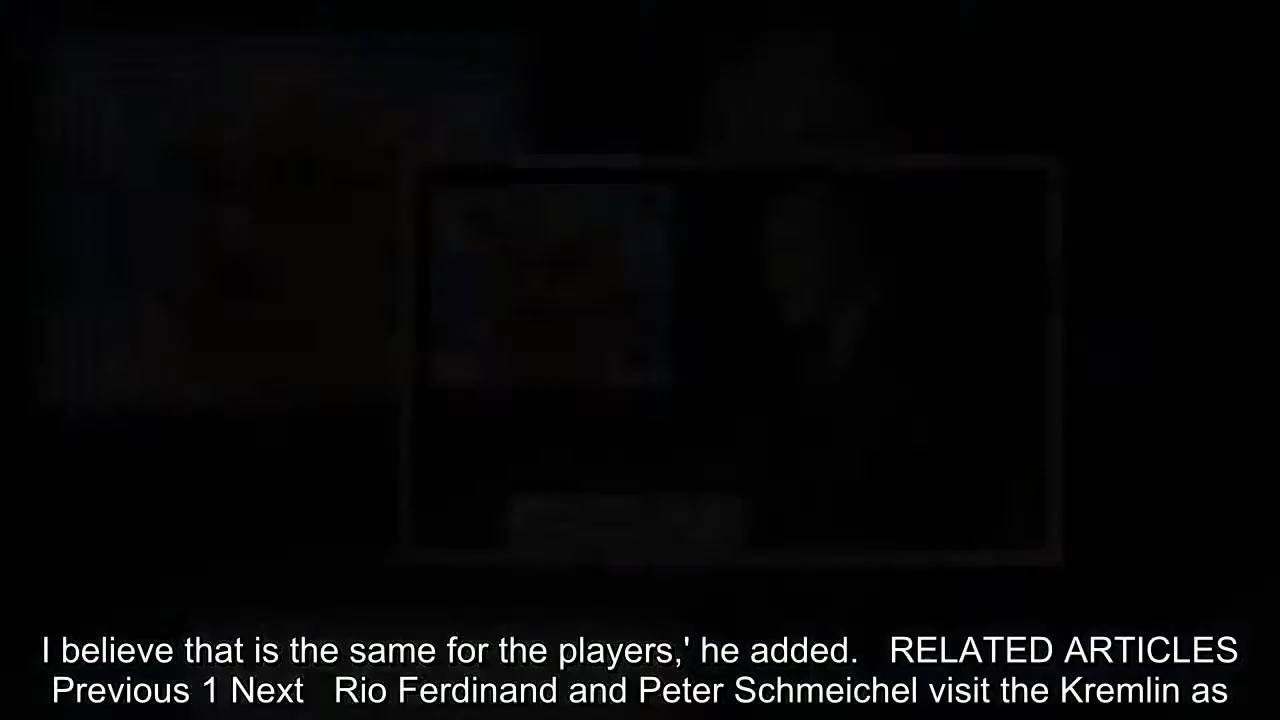 I believe that is the same for the players,' he added.   RELATED ARTICLES
Previous 1 Next   Rio Ferdinand and Peter Schmeichel visit the Kremlin as